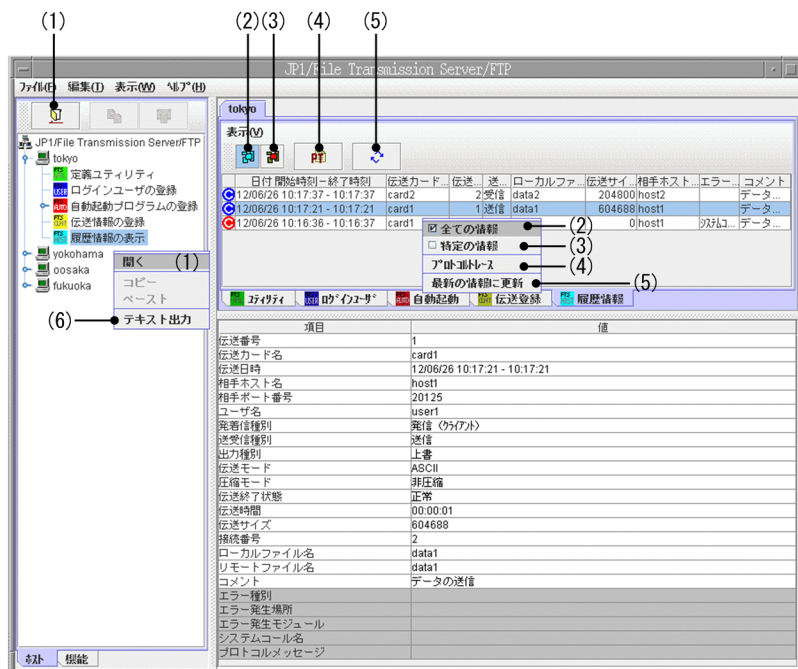 (1) (2)(3) (4) (5)
JP1/File Transmission Server/FTP
ファイル(F) 編集(I) 表示(W) ヘルプ(H)
tokyo
表示(V)
JP1/File Transmission Server/FTP
tokyo
定義ユティリティ
ログインユーザの登録
自動起動プログラムの登録
伝送情報の登録
履歴情報の表示
yokohama
oosaka
fukuoka
開く (1)
コピー
ペースト
(6) テキスト出力
日付 開始時刻－終了時刻 伝送カード... 伝送... 送... ローカルファ... 伝送サイ... 相手ホスト... エラー... コメント
12/06/26 10:17:37 - 10:17:37 card2 2 受信 data2 204800 host2 データ...
12/06/26 10:17:21 - 10:17:21 card1 1 送信 data1 604688 host1 データ...
12/06/26 10:16:36 - 10:16:37 card1 0 host1 システムコ... データ...
全ての情報 (2)
特定の情報 (3)
プロトコルトレース (4)
最新の情報に更新 (5)
ユティリティ ログインユーザ 自動起動 伝送登録 履歴情報
項目 値
伝送番号 1
伝送カード名 card1
伝送日時 12/06/26 10:17:21 - 10:17:21
相手ホスト名 host1
相手ポート番号 20125
ユーザ名 user1
発着信種別 発信（クライアント）
送受信種別 送信
出力種別 上書
伝送モード ASCII
圧縮モード 非圧縮
伝送終了状態 正常
伝送時間 00:00:01
伝送サイズ 604688
接続番号 2
ローカルファイル名 data1
リモートファイル名 data1
コメント データの送信
エラー種別
エラー発生場所
エラー発生モジュール
システムコール名
プロトコルメッセージ
ホスト 機能